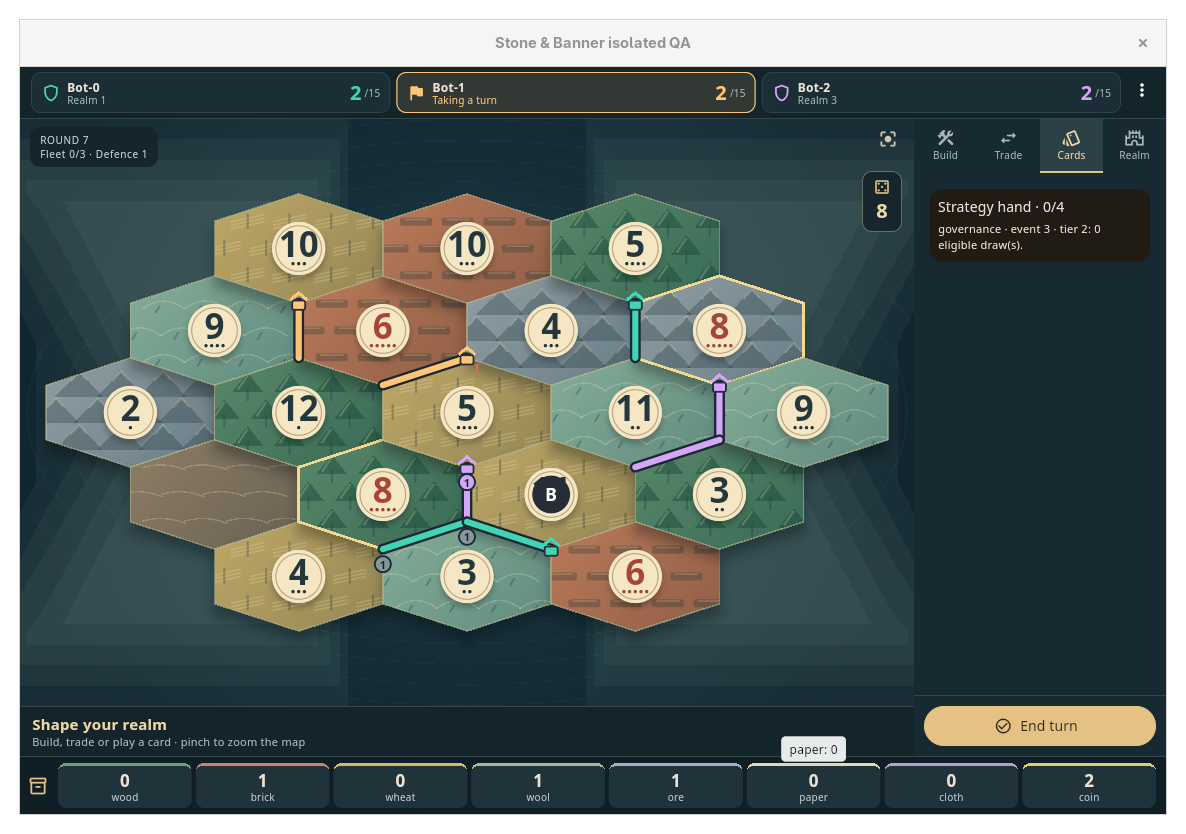 Stone & Banner isolated QA
×
Bot-0
Realm 1
2 /15
Bot-1
Taking a turn
2 /15
Bot-2
Realm 3
2 /15
ROUND 7
Fleet 0/3 · Defence 1
8
Build
Trade
Cards
Realm
Strategy hand · 0/4
governance · event 3 · tier 2: 0
eligible draw(s).
10
10
5
9
6
4
8
2
12
5
11
9
8
1
B
3
1
1
4
3
6
Shape your realm
Build, trade or play a card · pinch to zoom the map
End turn
paper: 0
0
wood
1
brick
0
wheat
1
wool
1
ore
0
paper
0
cloth
2
coin